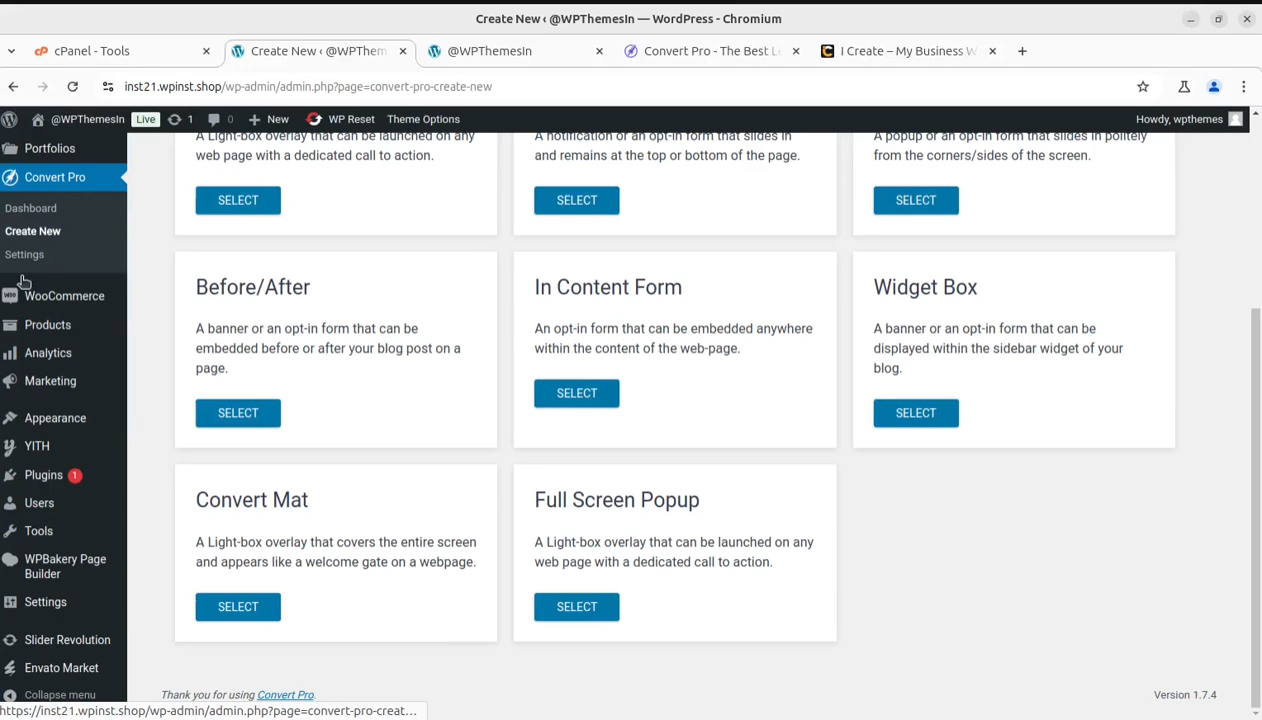 Create New ‹ @WPThemesIn — WordPress - Chromium
cPanel - Tools
Create New ‹ @WPThem
@WPThemesIn
Convert Pro - The Best L
I Create – My Business W
inst21.wpinst.shop/wp-admin/admin.php?page=convert-pro-create-new
@WPThemesIn
Live
1
0
New
WP Reset
Theme Options
Howdy, wpthemes
Portfolios
Convert Pro
Dashboard
Create New
Settings
WooCommerce
Products
Analytics
Marketing
Appearance
YITH
Plugins 1
Users
Tools
WPBakery Page
Builder
Settings
Slider Revolution
Envato Market
Collapse menu
A Light-box overlay that can be launched on any
web page with a dedicated call to action.
SELECT
A notification or an opt-in form that slides in
and remains at the top or bottom of the page.
SELECT
A popup or an opt-in form that slides in politely
from the corners/sides of the screen.
SELECT
Before/After
A banner or an opt-in form that can be
embedded before or after your blog post on a
page.
SELECT
In Content Form
An opt-in form that can be embedded anywhere
within the content of the web-page.
SELECT
Widget Box
A banner or an opt-in form that can be
displayed within the sidebar widget of your
blog.
SELECT
Convert Mat
A Light-box overlay that covers the entire screen
and appears like a welcome gate on a webpage.
SELECT
Full Screen Popup
A Light-box overlay that can be launched on any
web page with a dedicated call to action.
SELECT
Thank you for using Convert Pro.
Version 1.7.4
https://inst21.wpinst.shop/wp-admin/admin.php?page=convert-pro-creat…